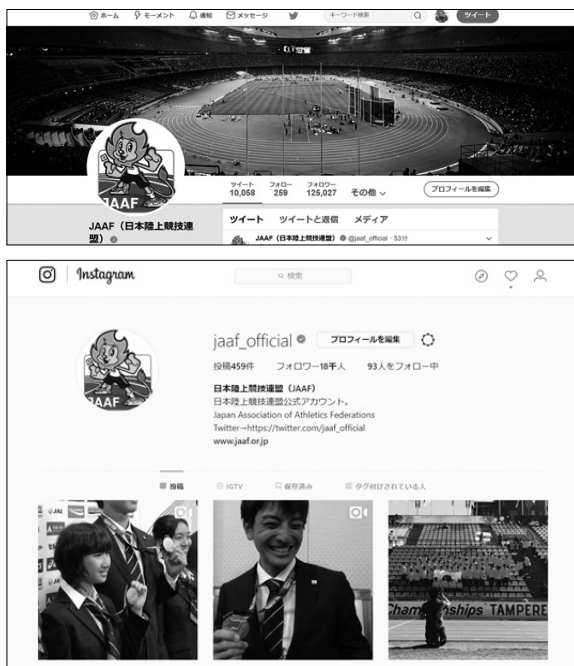 ホーム モーメント 通知 メッセージ キーワード検索 ツイート
JAAF
ツイート フォロー フォロワー
10,058 259 125,027 その他 プロフィールを編集
JAAF（日本陸上競技連
盟）
ツイート ツイートと返信 メディア
JAAF（日本陸上競技連盟） @jaaf_official · 53分
Instagram 検索
jaaf_official プロフィールを編集
投稿459件 フォロワー18千人 93人をフォロー中
JAAF
日本陸上競技連盟（JAAF）
日本陸上競技連盟公式アカウント。
Japan Association of Athletics Federations
Twitter→https://twitter.com/jaaf_official
www.jaaf.or.jp
投稿 IGTV 保存済み タグ付けされている人
JAL
TAMPERE